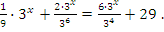 1/9 · 3^x + 2·3^x/3^6 = 6·3^x/3^4 + 29 .